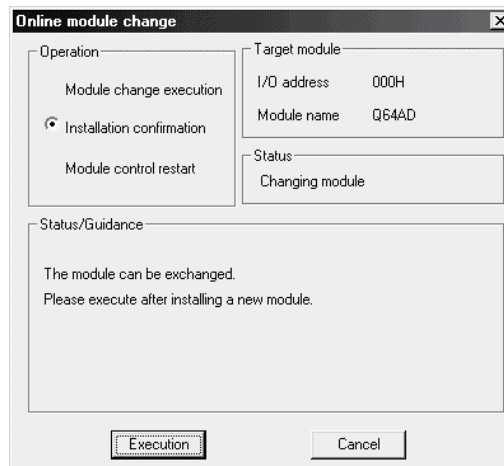 Online module change
Operation
Module change execution
Installation confirmation
Module control restart
Target module
I/O address 000H
Module name Q64AD
Status
Changing module
Status/Guidance
The module can be exchanged.
Please execute after installing a new module.
Execution
Cancel